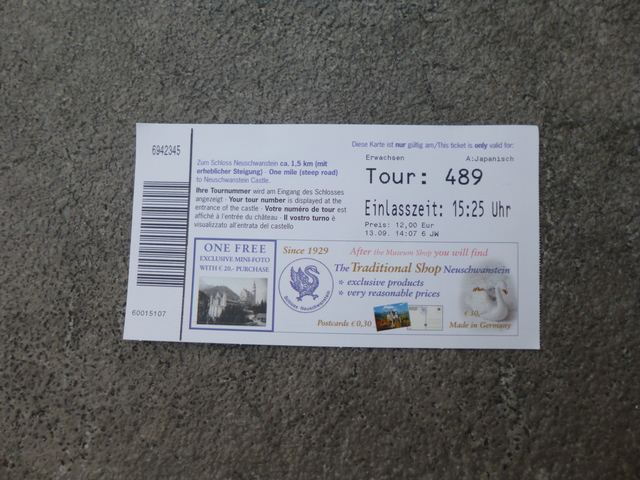 6942345
60015107
Zum Schloss Neuschwanstein ca. 1,5 km (mit
erheblicher Steigung) · One mile (steep road)
to Neuschwanstein Castle.
Ihre Tournummer wird am Eingang des Schlosses
angezeigt · Your tour number is displayed at the
entrance of the castle · Votre numéro de tour est
affiché à l'entrée du château · Il vostro turno è
visualizzato all'entrata del castello
Diese Karte ist nur gültig am/This ticket is only valid for:
Erwachsen A:Japanisch
Tour: 489
Einlasszeit: 15:25 Uhr
Preis: 12,00 Eur
13.09. 14:07 6 JW
ONE FREE
EXCLUSIVE MINI-FOTO
WITH € 20.- PURCHASE
Since 1929
Schloss Neuschwanstein
After the Museum Shop you will find
The Traditional Shop Neuschwanstein
* exclusive products
* very reasonable prices
Postcards € 0,30
€ 30,-
Made in Germany